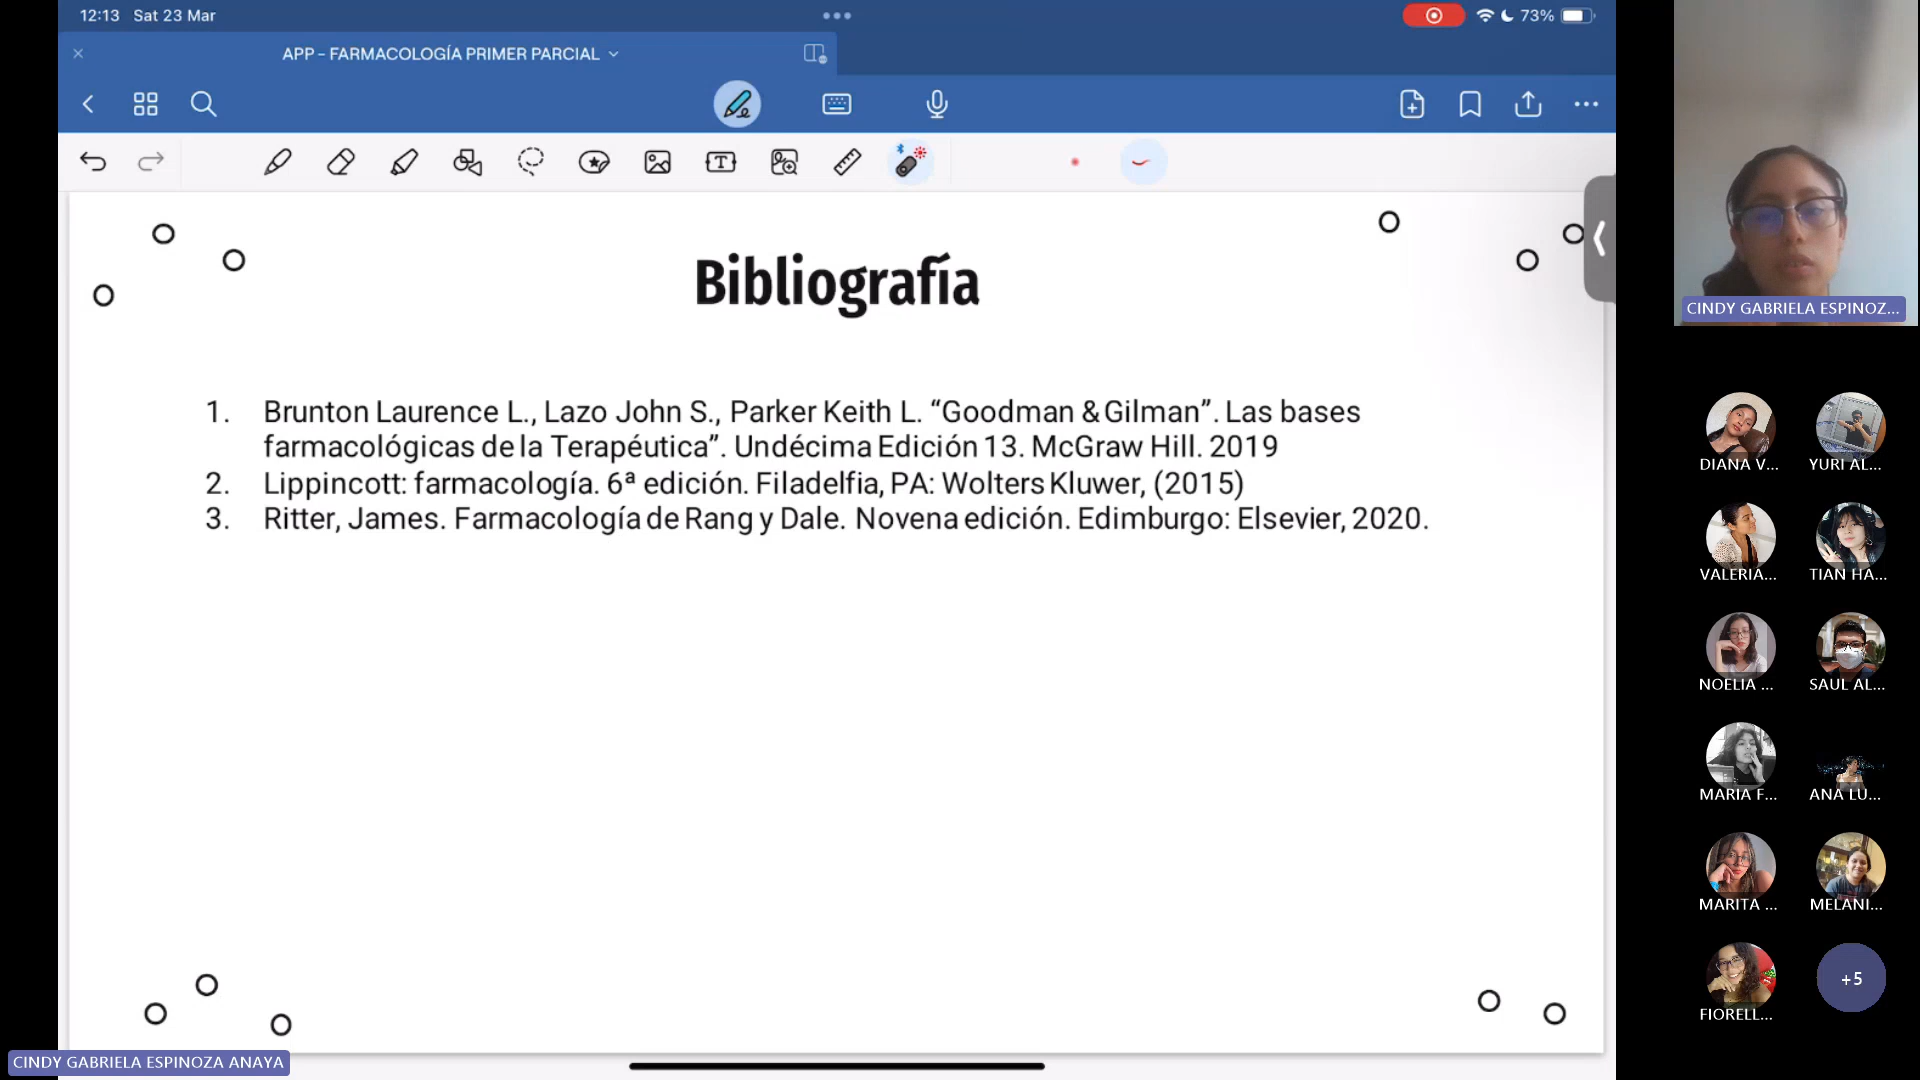 12:13 Sat 23 Mar
73%
APP - FARMACOLOGÍA PRIMER PARCIAL
Bibliografía
1. Brunton Laurence L., Lazo John S., Parker Keith L. “Goodman & Gilman”. Las bases
farmacológicas de la Terapéutica”. Undécima Edición 13. McGraw Hill. 2019
2. Lippincott: farmacología. 6ª edición. Filadelfia, PA: Wolters Kluwer, (2015)
3. Ritter, James. Farmacología de Rang y Dale. Novena edición. Edimburgo: Elsevier, 2020.
CINDY GABRIELA ESPINOZA ANAYA
CINDY GABRIELA ESPINOZ...
DIANA V... YURI AL...
VALERIA... TIAN HA...
NOELIA ... SAUL AL...
MARIA F... ANA LU...
MARITA ... MELANI...
FIORELL... +5